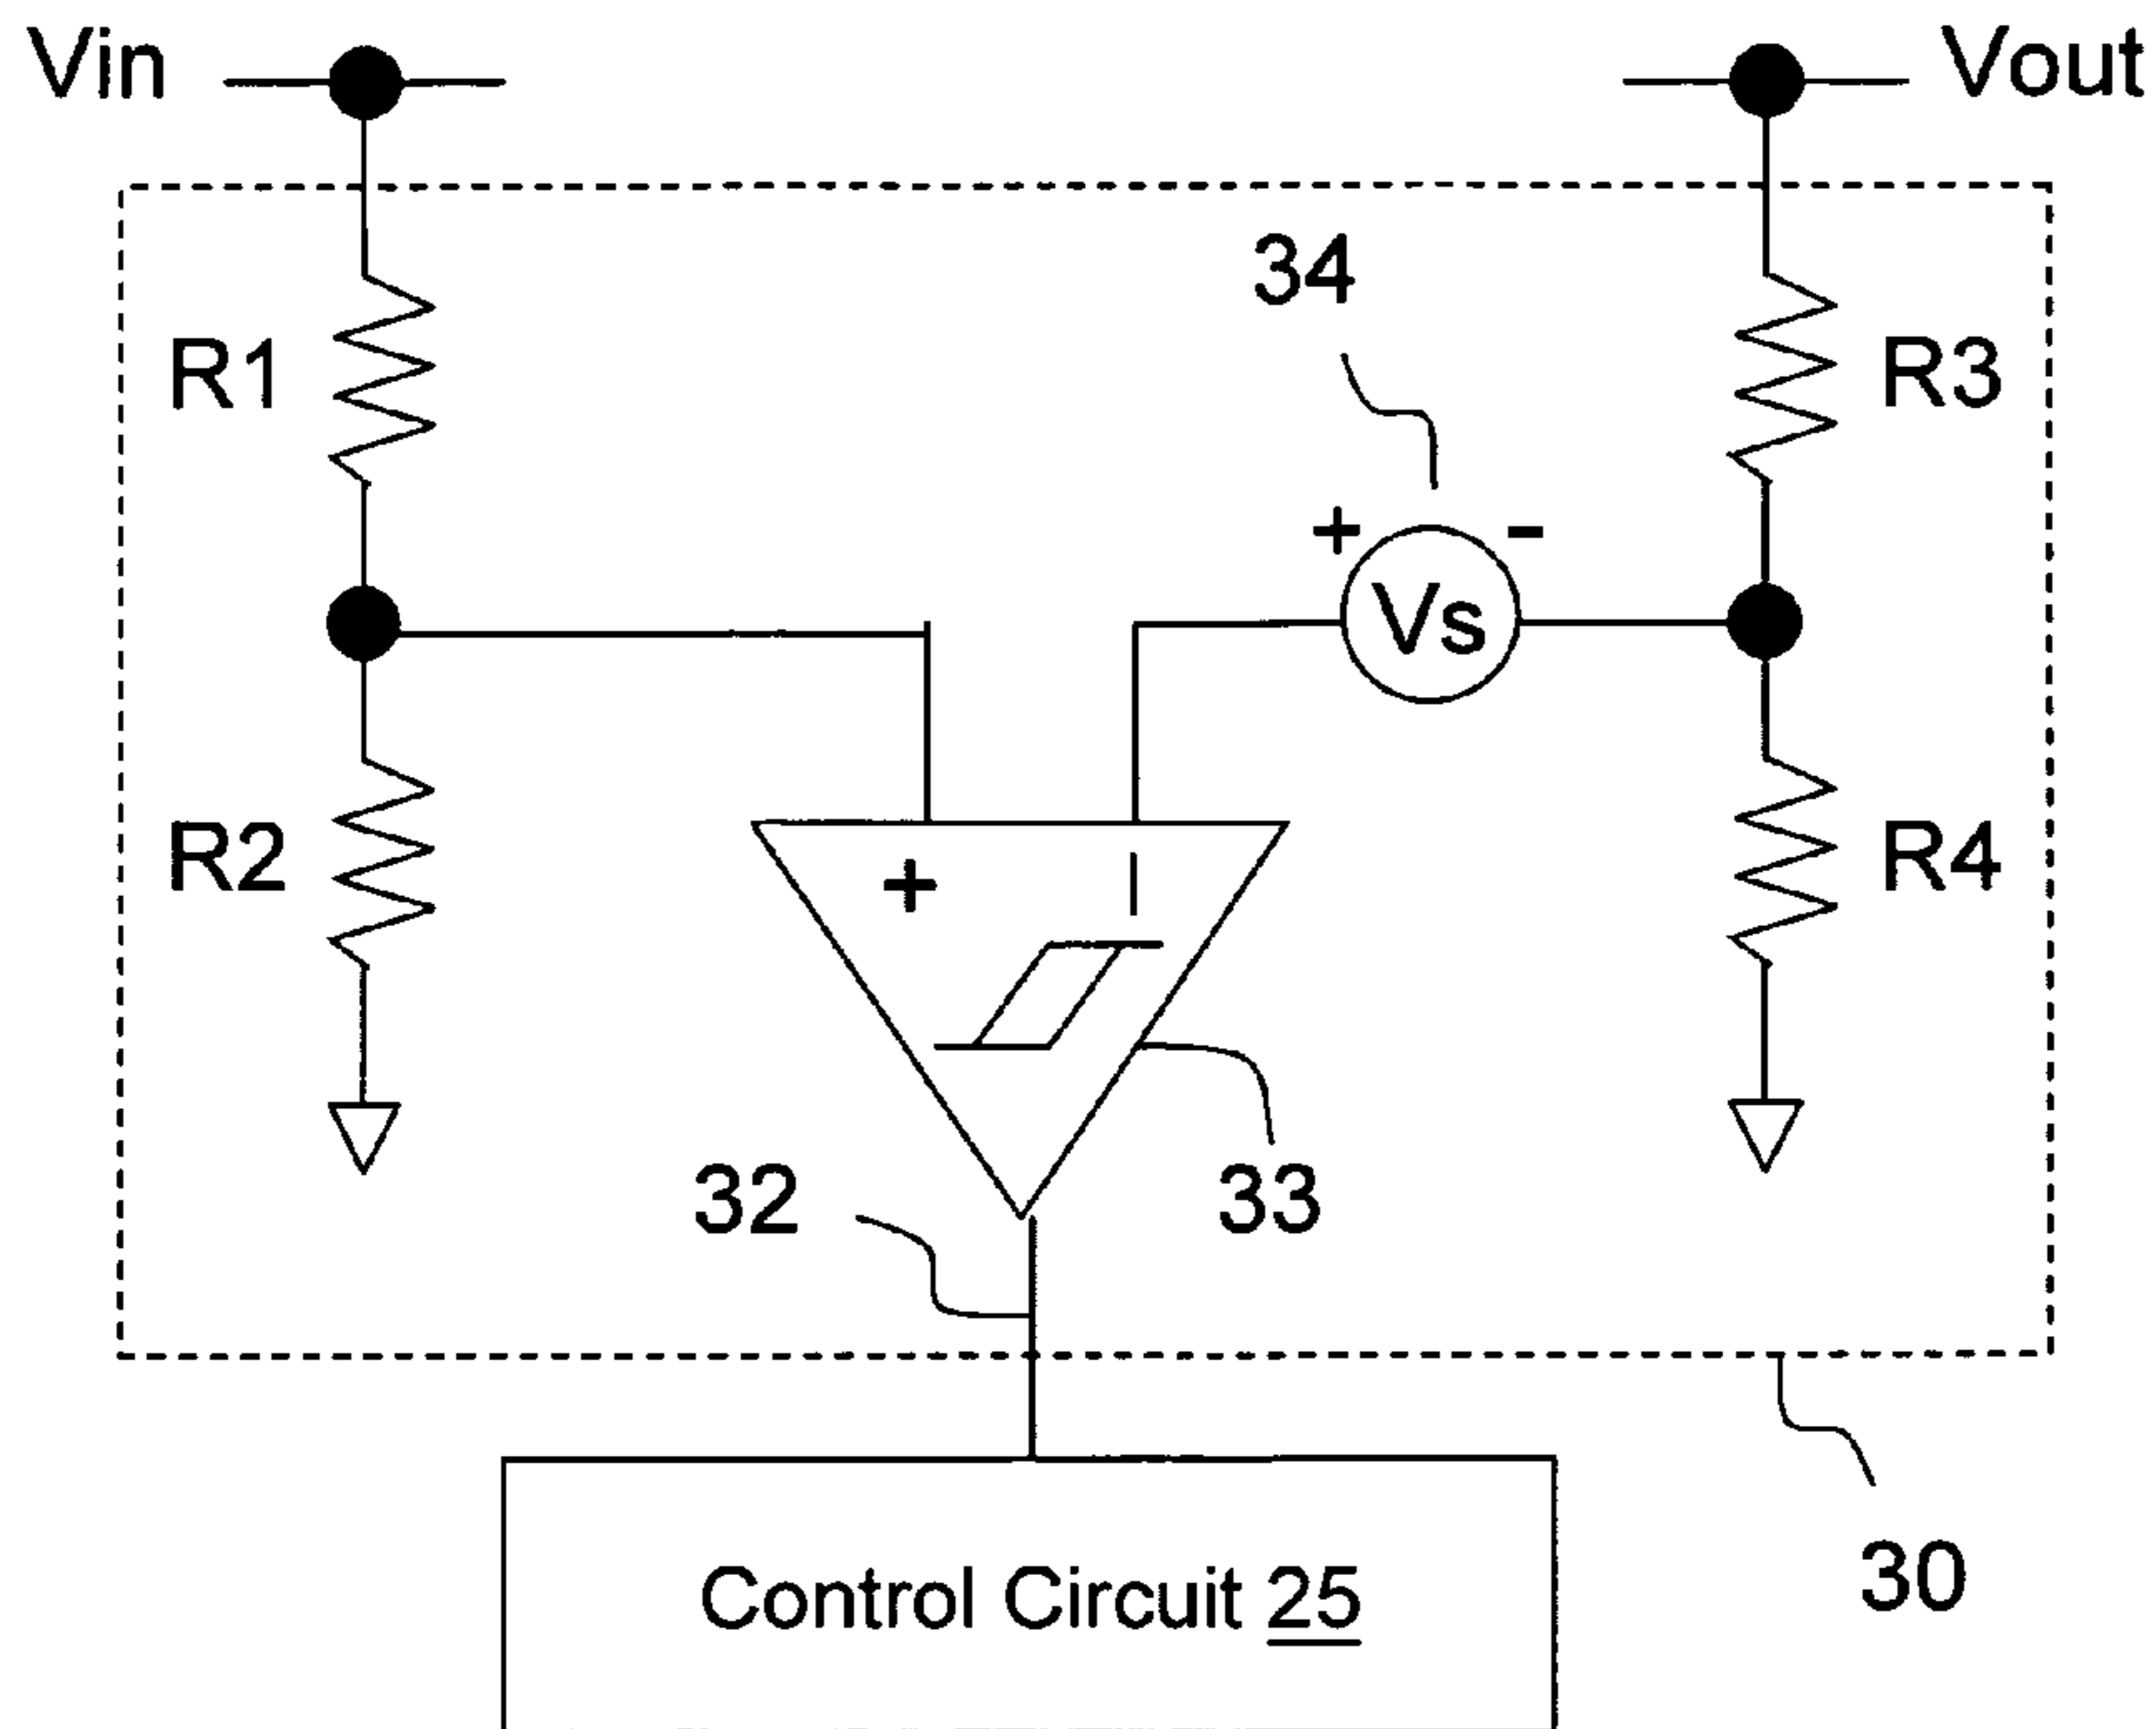 Vin
Vout
34
R1
R3
+ -
Vs
R2
R4
+ −
32
33
30
Control Circuit 25